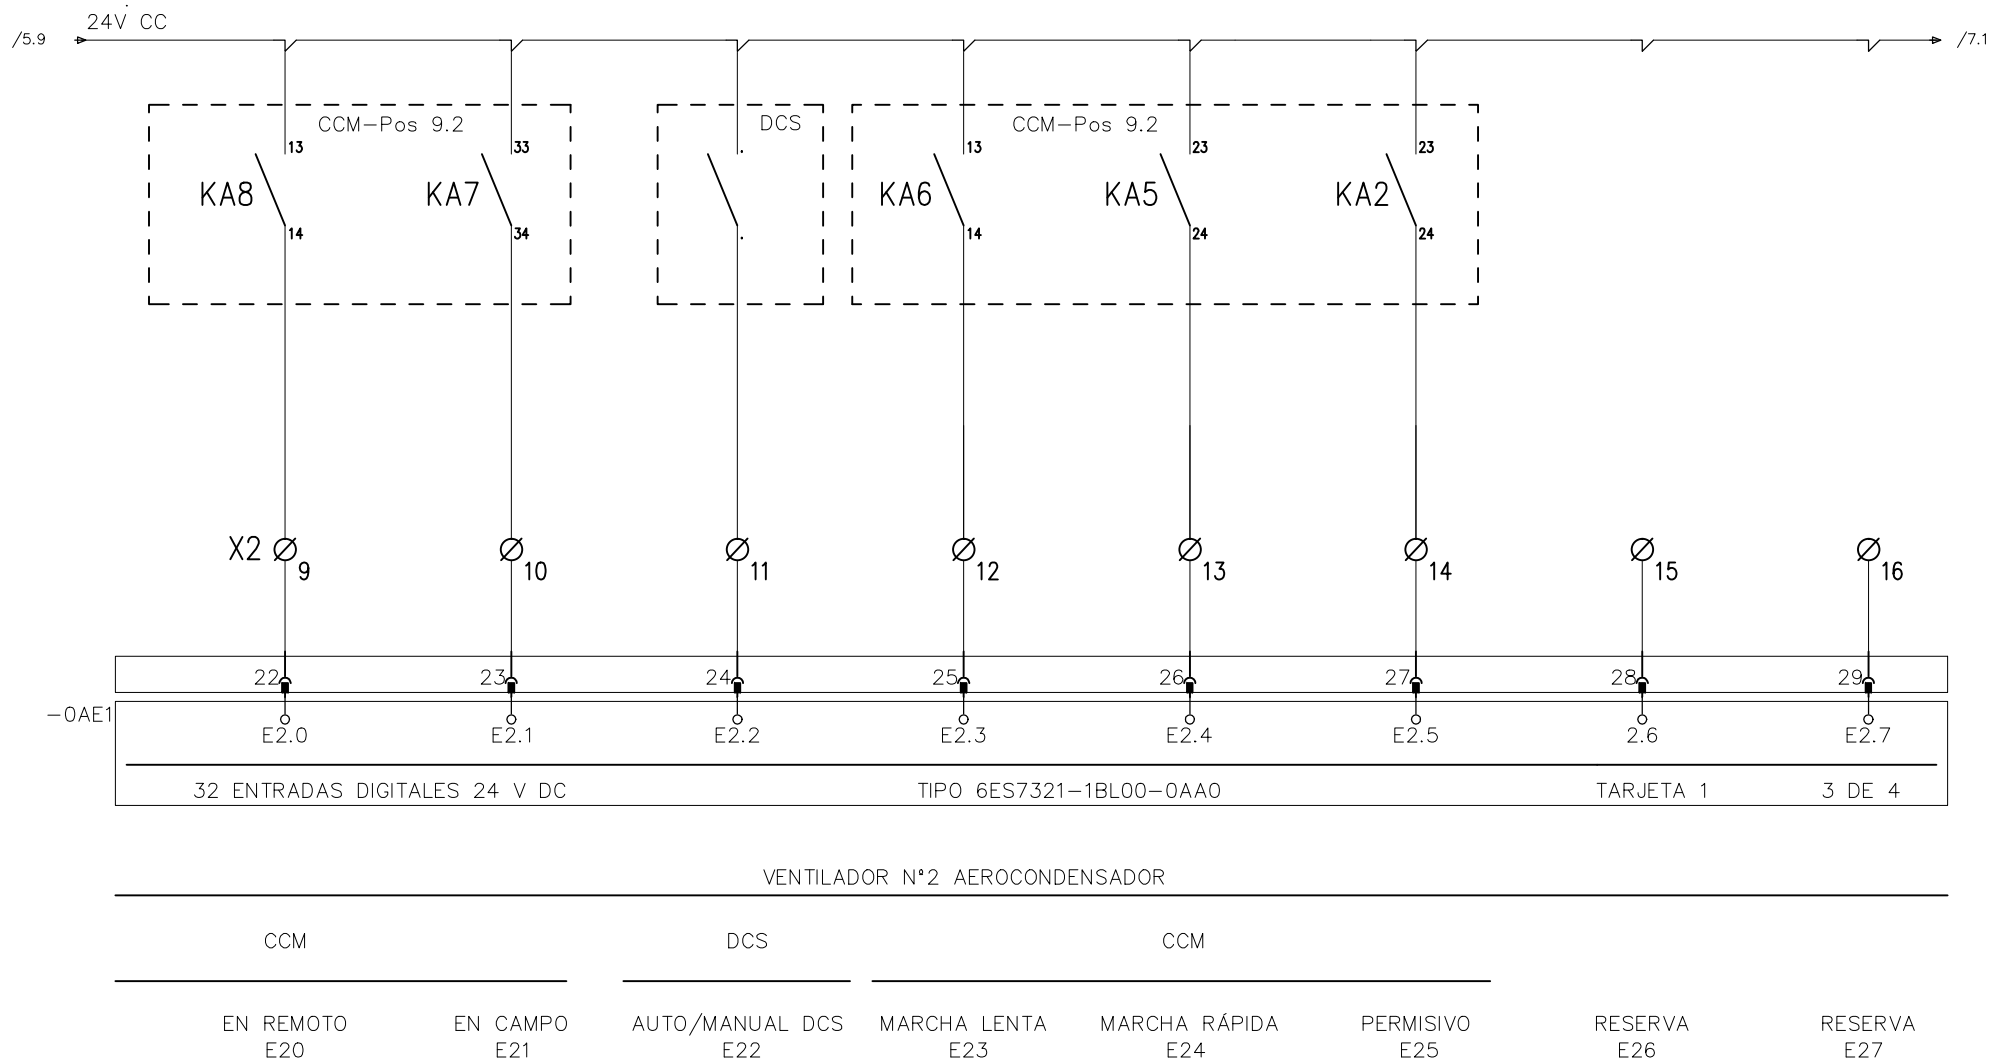 24V CC
/5.9
/7.1
CCM-Pos 9.2
DCS
CCM-Pos 9.2
13
33
13
23
23
KA8
KA7
KA6
KA5
KA2
14
34
14
24
24
X2
9
10
11
12
13
14
15
16
22
23
24
25
26
27
28
29
-0AE1
E2.0
E2.1
E2.2
E2.3
E2.4
E2.5
2.6
E2.7
32 ENTRADAS DIGITALES 24 V DC
TIPO 6ES7321-1BL00-0AA0
TARJETA 1
3 DE 4
VENTILADOR Nº2 AEROCONDENSADOR
CCM
DCS
CCM
EN REMOTO
E20
EN CAMPO
E21
AUTO/MANUAL DCS
E22
MARCHA LENTA
E23
MARCHA RÁPIDA
E24
PERMISIVO
E25
RESERVA
E26
RESERVA
E27